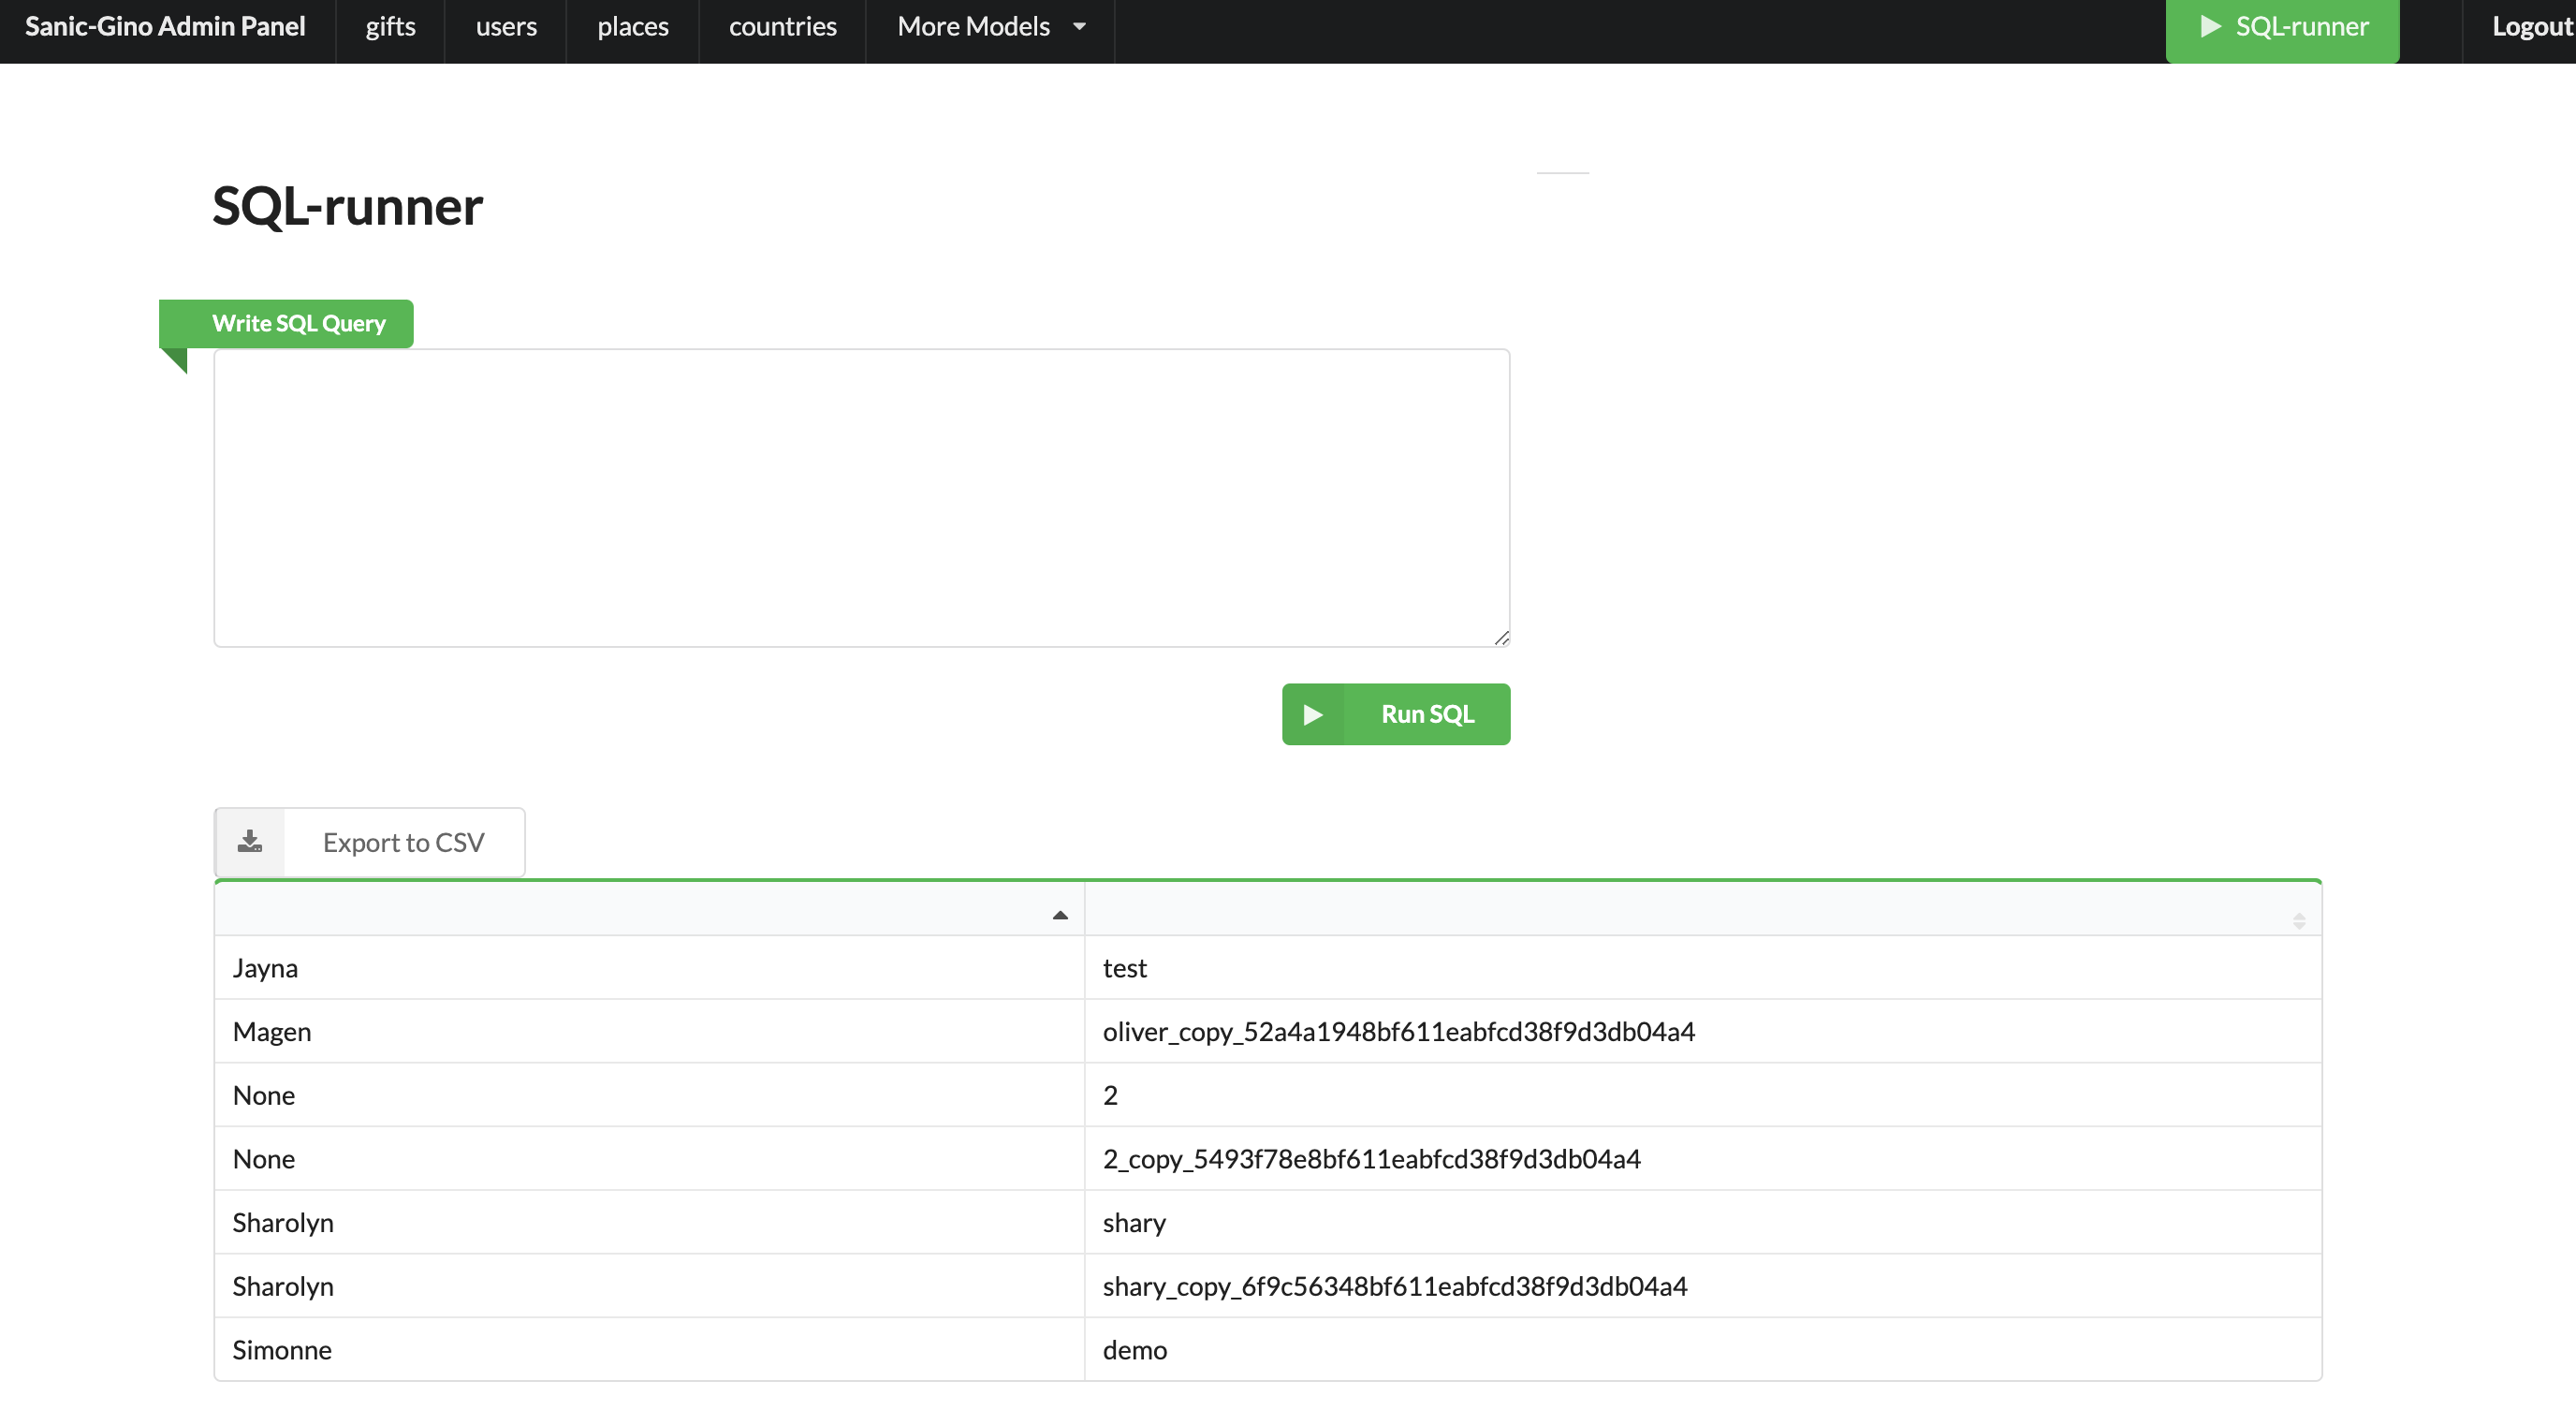 Sanic-Gino Admin Panel gifts users places countries More Models SQL-runner Logout
SQL-runner
Write SQL Query
Run SQL
Export to CSV
Jayna test
Magen oliver_copy_52a4a1948bf611eabfcd38f9d3db04a4
None 2
None 2_copy_5493f78e8bf611eabfcd38f9d3db04a4
Sharolyn shary
Sharolyn shary_copy_6f9c56348bf611eabfcd38f9d3db04a4
Simonne demo